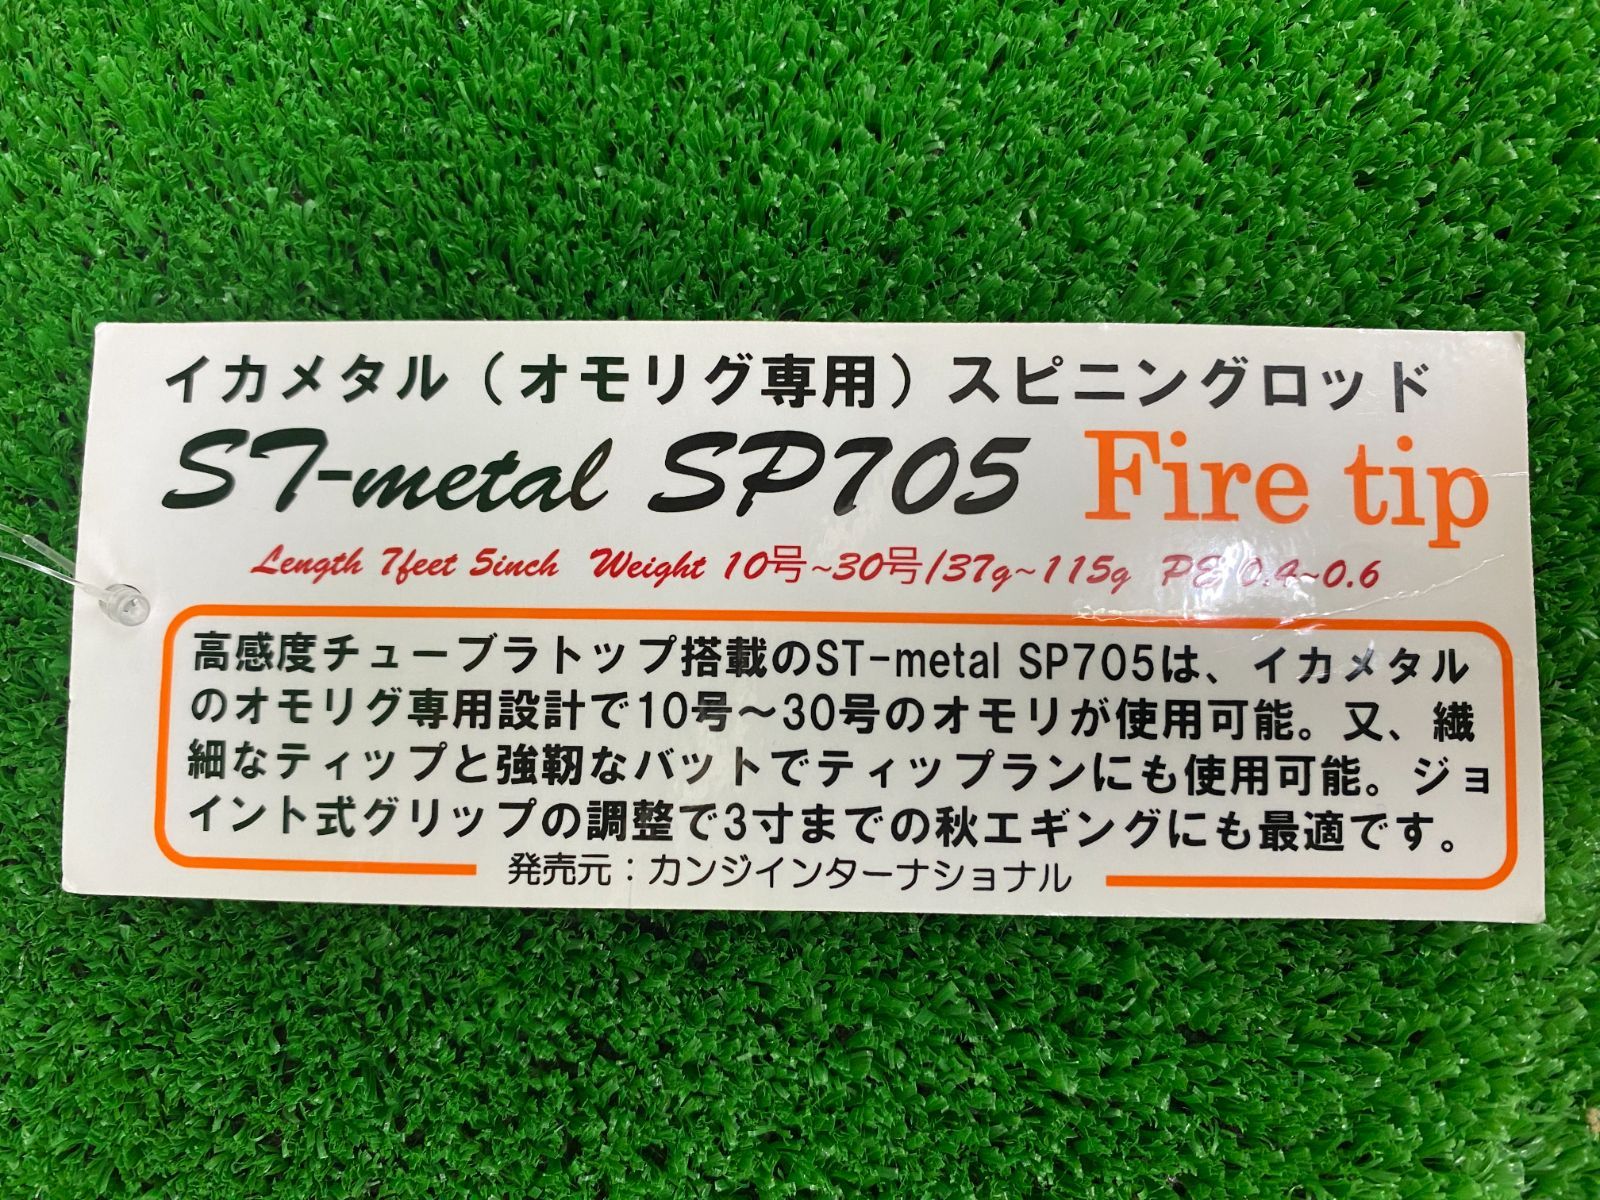 イカメタル（オモリグ専用）スピニングロッド
ST-metal SP705 Fire tip
Length 7feet 5inch Weight 10号~30号/37g~115g PE 0.4~0.6
高感度チューブラトップ搭載のST-metal SP705は、イカメタル
のオモリグ専用設計で10号～30号のオモリが使用可能。又、繊
細なティップと強靭なバットでティップランにも使用可能。ジョ
イント式グリップの調整で3寸までの秋エギングにも最適です。
発売元：カンジインターナショナル